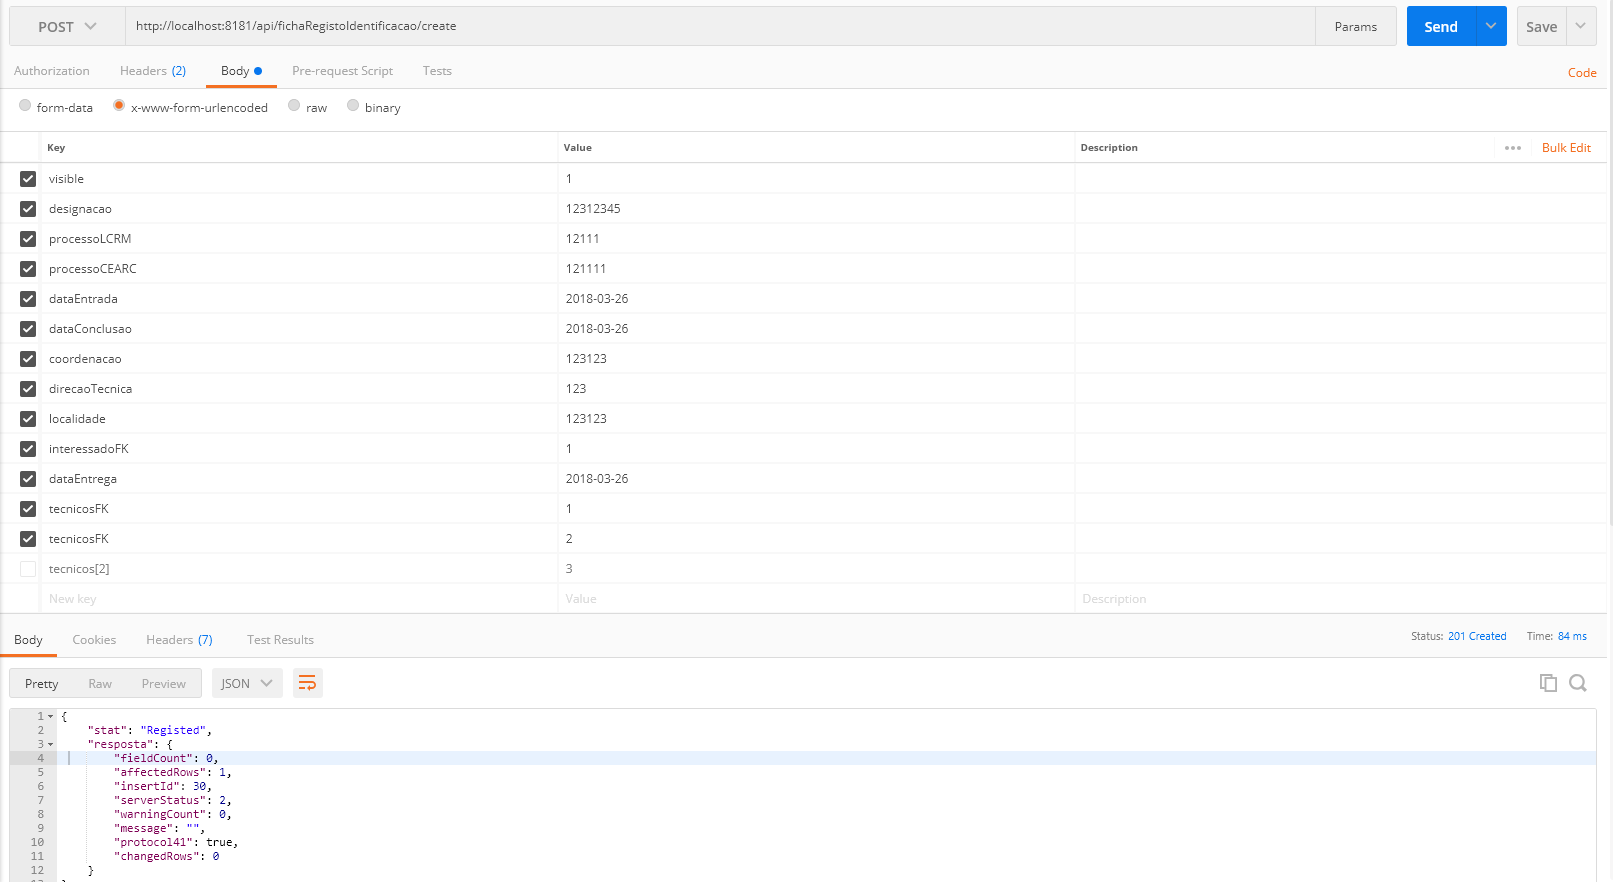 POST http://localhost:8181/api/fichaRegistoIdentificacao/create Params Send Save
Authorization Headers (2) Body Pre-request Script Tests Code
form-data x-www-form-urlencoded raw binary
Key Value Description ••• Bulk Edit
visible 1
designacao 12312345
processoLCRM 12111
processoCEARC 121111
dataEntrada 2018-03-26
dataConclusao 2018-03-26
coordenacao 123123
direcaoTecnica 123
localidade 123123
interessadoFK 1
dataEntrega 2018-03-26
tecnicosFK 1
tecnicosFK 2
tecnicos[2] 3
New key Value Description
Body Cookies Headers (7) Test Results Status: 201 Created Time: 84 ms
Pretty Raw Preview JSON
1 {
2 "stat": "Registed",
3 "resposta": {
4 "fieldCount": 0,
5 "affectedRows": 1,
6 "insertId": 30,
7 "serverStatus": 2,
8 "warningCount": 0,
9 "message": "",
10 "protocol41": true,
11 "changedRows": 0
12 }